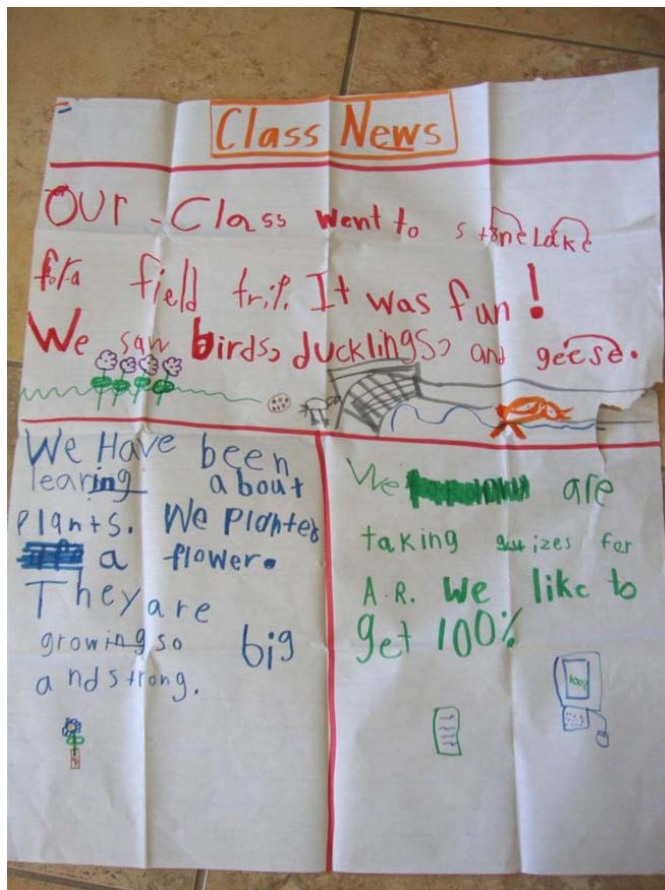 Class News
OUr - Class went to stoneLake
for a field trip. It was fun!
We saw birds, ducklings, and geese.
We Have been
learing about
Plants. We Planted
a flower.
They are
growing so big
and strong.
We are
taking quizes for
A.R. We like to
get 100%
100%